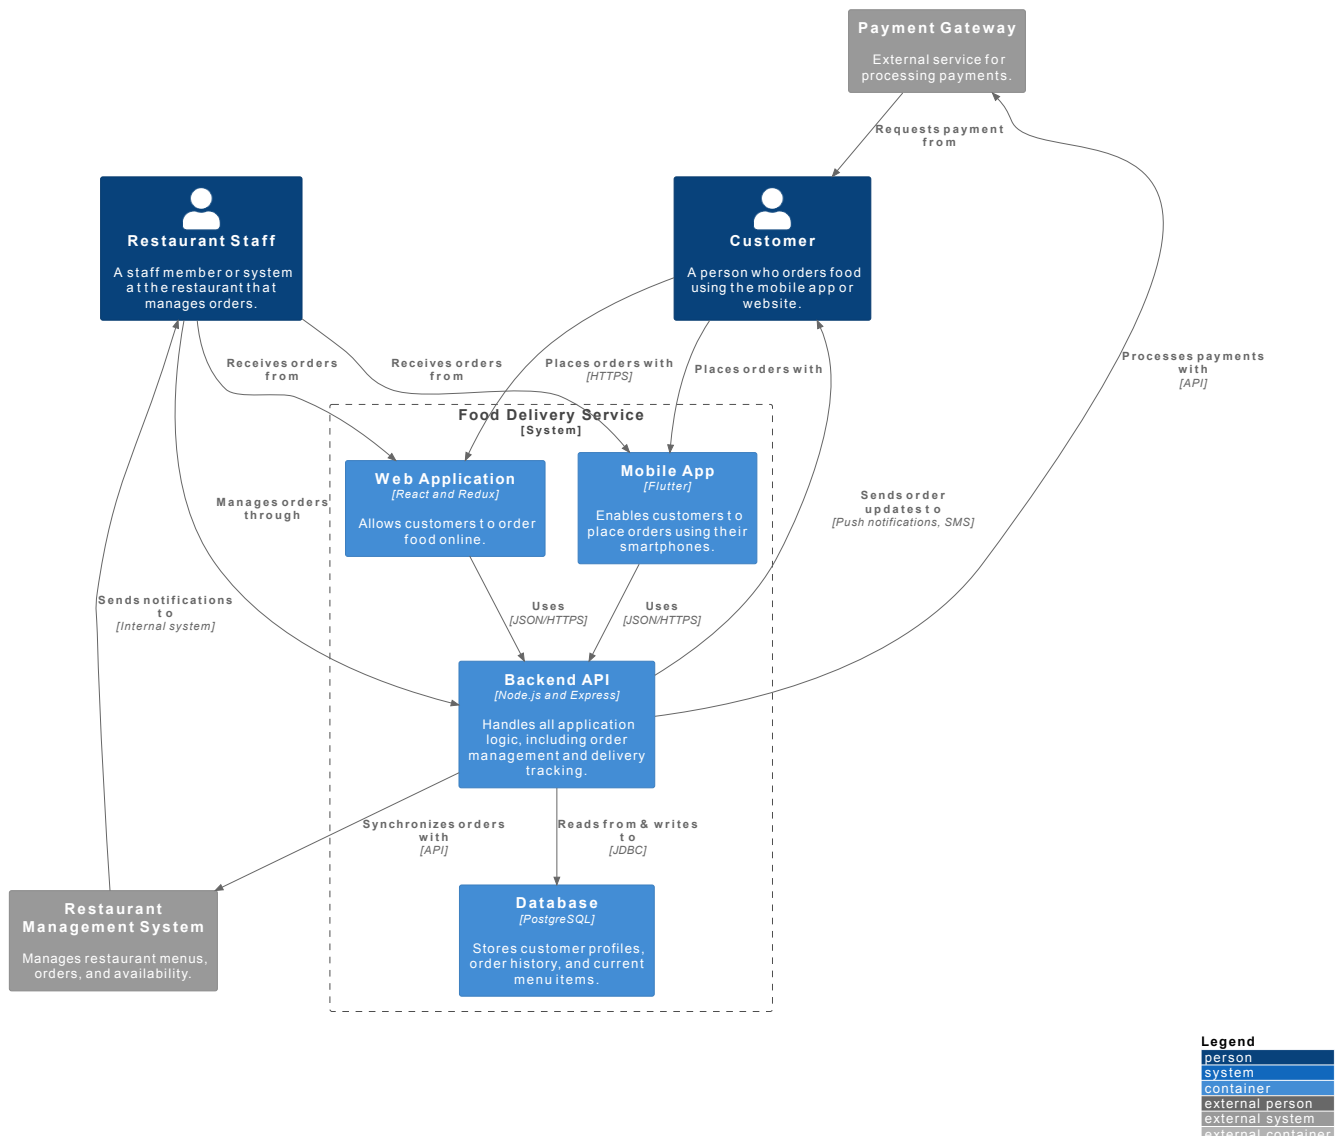 Payment Gateway
External service for
processing payments.
Requests payment
from
Restaurant Staff
A staff member or system
at the restaurant that
manages orders.
Customer
A person who orders food
using the mobile app or
website.
Receives orders
from
Receives orders
from
Places orders with
[HTTPS]
Places orders with
Processes payments
with
[API]
Food Delivery Service
[System]
Web Application
[React and Redux]
Allows customers to order
food online.
Mobile App
[Flutter]
Enables customers to
place orders using their
smartphones.
Manages orders
through
Sends order
updates to
[Push notifications, SMS]
Sends notifications
to
[Internal system]
Uses
[JSON/HTTPS]
Uses
[JSON/HTTPS]
Backend API
[Node.js and Express]
Handles all application
logic, including order
management and delivery
tracking.
Synchronizes orders
with
[API]
Reads from & writes
to
[JDBC]
Restaurant
Management System
Manages restaurant menus,
orders, and availability.
Database
[PostgreSQL]
Stores customer profiles,
order history, and current
menu items.
Legend
person
system
container
external person
external system
external container